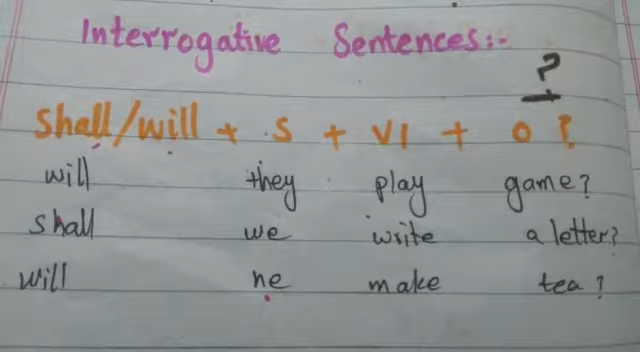 Interrogative Sentences:-
?
Shall/will + S + V1 + O ?
will they play game?
shall we write a letter?
will he make tea?